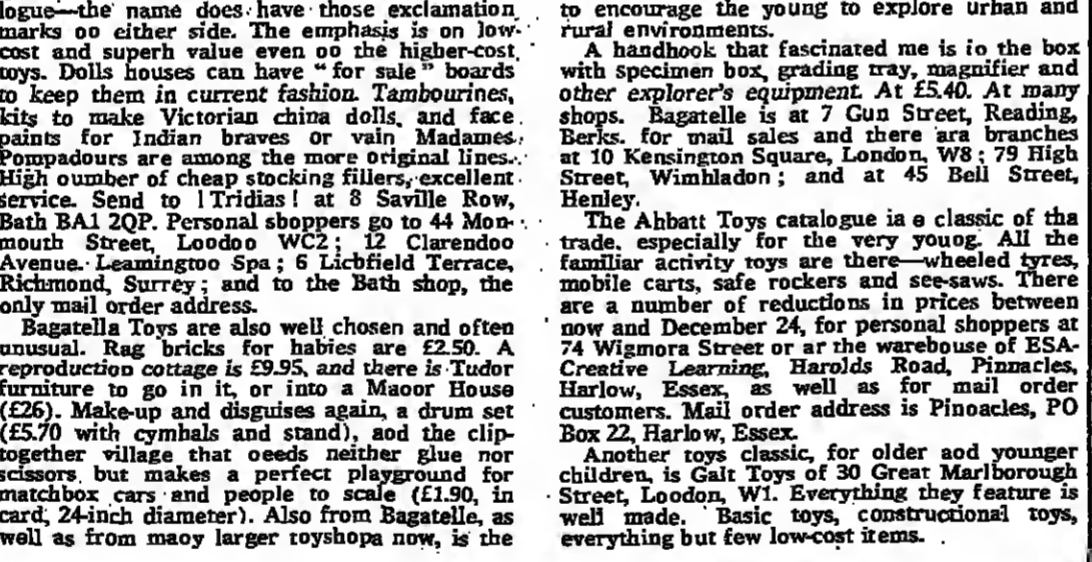 logue—the name does have those exclamation
marks oo either side. The emphasis is on low-
cost and superh value even oo the higher-cost
toys. Dolls houses can have “for sale” boards
to keep them in current fashion. Tambourines,
kits to make Victorian china dolls, and face
paints for Indian braves or vain Madames
Pompadours are among the more original lines.
High oumber of cheap stocking fillers, excellent
service. Send to ! Tridias ! at 8 Saville Row,
Bath BA1 2QP. Personal shoppers go to 44 Mon-
mouth Street, Loodoo WC2 ; 12 Clarendoo
Avenue. Leamingtoo Spa ; 6 Licbfield Terrace,
Richmond, Surrey ; and to the Bath shop, the
only mail order address.
Bagatella Toys are also well chosen and often
unusual. Rag bricks for habies are £2.50. A
reproduction cottage is £9.95, and there is Tudor
furniture to go in it, or into a Maoor House
(£26). Make-up and disguises again, a drum set
(£5.70 with cymbals and stand), aod the clip-
together village that oeeds neither glue nor
scissors but makes a perfect playground for
matchbox cars and people to scale (£1.90, in
card, 24-inch diameter). Also from Bagatelle, as
well as from maoy larger toyshopa now, is the
to encourage the young to explore urban and
rural environments.
A handhook that fascinated me is io the box
with specimen box, grading tray, magnifier and
other explorer's equipment. At £5.40. At many
shops. Bagatelle is at 7 Gun Street, Reading,
Berks. for mail sales and there ara branches
at 10 Kensington Square, London, W8 ; 79 High
Street, Wimhladon ; and at 45 Bell Street,
Henley.
The Ahbatt Toys catalogue ia e classic of tha
trade. especially for the very youog. All the
familiar activity toys are there—wheeled tyres,
mobile carts, safe rockers and see-saws. There
are a number of reductions in prices between
now and December 24, for personal shoppers at
74 Wigmora Street or ar the warebouse of ESA-
Creative Learning, Harolds Road, Pinnacles,
Harlow, Essex, as well as for mail order
customers. Mail order address is Pinoacles, PO
Box 22, Harlow, Essex.
Another toys classic, for older aod younger
children, is Galt Toys of 30 Great Marlborough
Street, Loodon, W1. Everything they feature is
well made. Basic toys, constructional toys,
everything but few low-cost items.